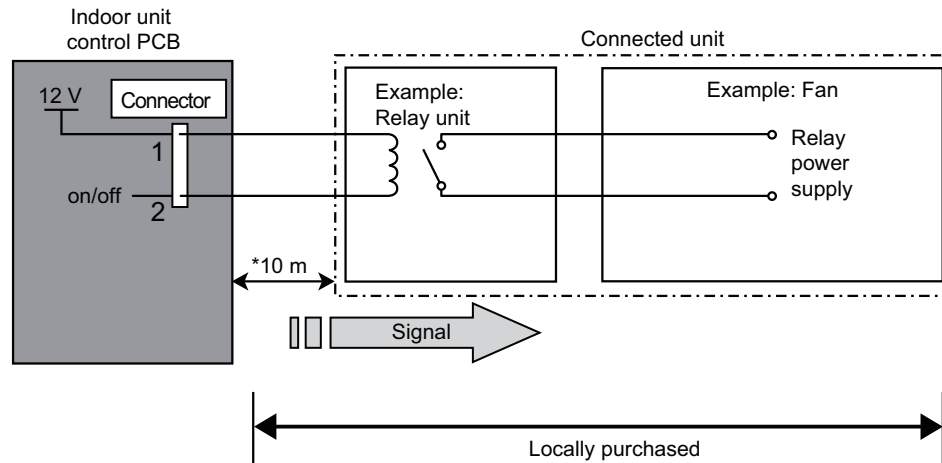 Indoor unit
control PCB
Connected unit
12 V
Connector
1
on/off
2
Example:
Relay unit
Example: Fan
Relay
power
supply
*10 m
Signal
Locally purchased